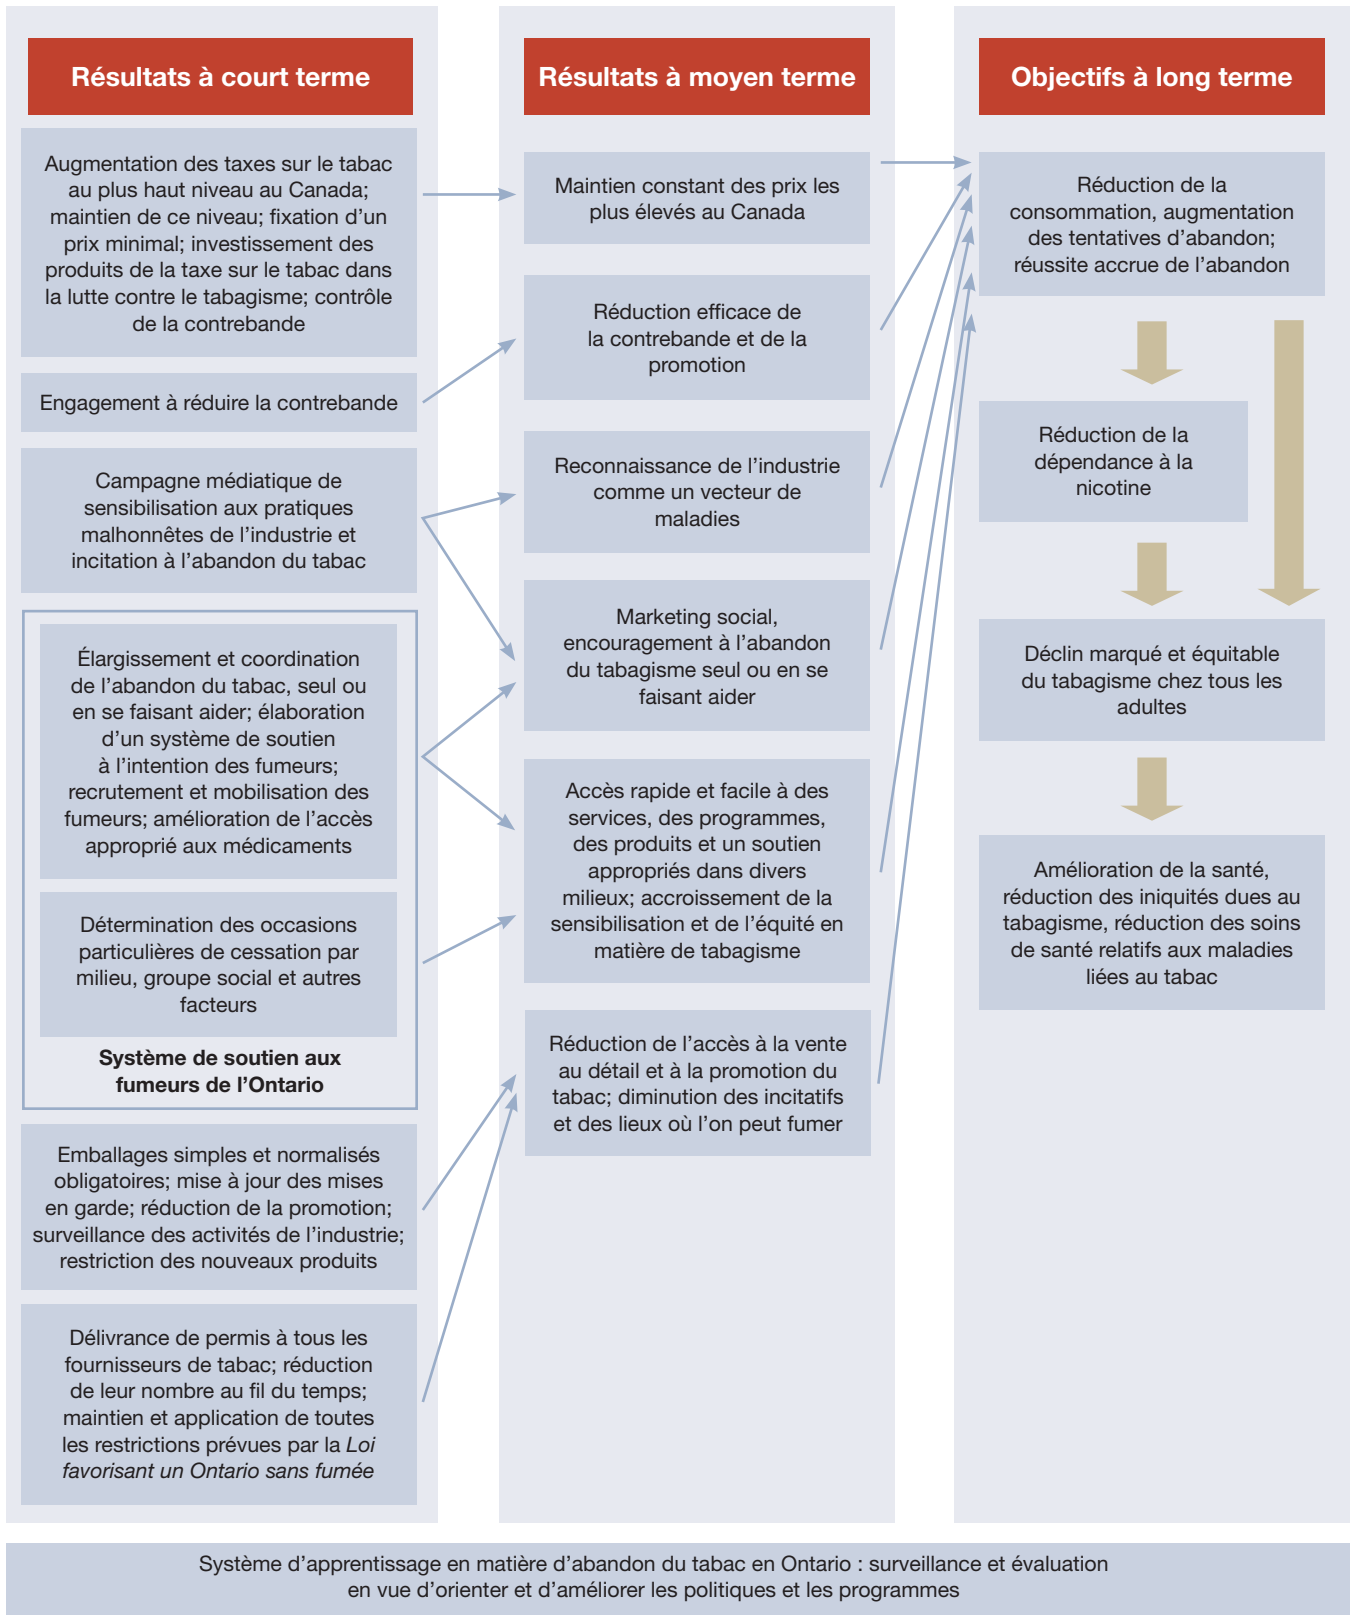 Résultats à court terme
Augmentation des taxes sur le tabac
au plus haut niveau au Canada;
maintien de ce niveau; fixation d’un
prix minimal; investissement des
produits de la taxe sur le tabac dans
la lutte contre le tabagisme; contrôle
de la contrebande
Engagement à réduire la contrebande
Campagne médiatique de
sensibilisation aux pratiques
malhonnêtes de l’industrie et
incitation à l’abandon du tabac
Élargissement et coordination
de l’abandon du tabac, seul ou
en se faisant aider; élaboration
d’un système de soutien
à l’intention des fumeurs;
recrutement et mobilisation des
fumeurs; amélioration de l’accès
approprié aux médicaments
Détermination des occasions
particulières de cessation par
milieu, groupe social et autres
facteurs
Système de soutien aux
fumeurs de l’Ontario
Emballages simples et normalisés
obligatoires; mise à jour des mises
en garde; réduction de la promotion;
surveillance des activités de l’industrie;
restriction des nouveaux produits
Délivrance de permis à tous les
fournisseurs de tabac; réduction
de leur nombre au fil du temps;
maintien et application de toutes
les restrictions prévues par la Loi
favorisant un Ontario sans fumée
Résultats à moyen terme
Maintien constant des prix les
plus élevés au Canada
Réduction efficace de
la contrebande et de la
promotion
Reconnaissance de l’industrie
comme un vecteur de
maladies
Marketing social,
encouragement à l’abandon
du tabagisme seul ou en se
faisant aider
Accès rapide et facile à des
services, des programmes,
des produits et un soutien
appropriés dans divers
milieux; accroissement de la
sensibilisation et de l’équité en
matière de tabagisme
Réduction de l’accès à la vente
au détail et à la promotion du
tabac; diminution des incitatifs
et des lieux où l’on peut fumer
Objectifs à long terme
Réduction de la
consommation, augmentation
des tentatives d’abandon;
réussite accrue de l’abandon
Réduction de la
dépendance à la
nicotine
Déclin marqué et équitable
du tabagisme chez tous les
adultes
Amélioration de la santé,
réduction des iniquités dues au
tabagisme, réduction des soins
de santé relatifs aux maladies
liées au tabac
Système d’apprentissage en matière d’abandon du tabac en Ontario : surveillance et évaluation
en vue d’orienter et d’améliorer les politiques et les programmes